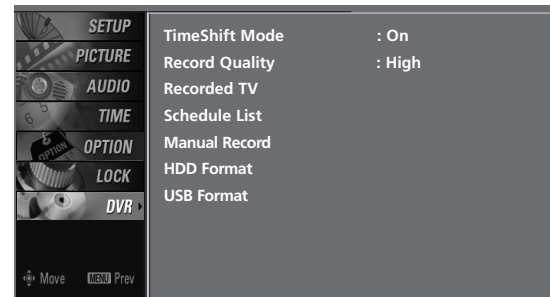 SETUP
PICTURE
AUDIO
TIME
OPTION
OPTION
LOCK
DVR
Move MENU Prev
TimeShift Mode : On
Record Quality : High
Recorded TV
Schedule List
Manual Record
HDD Format
USB Format